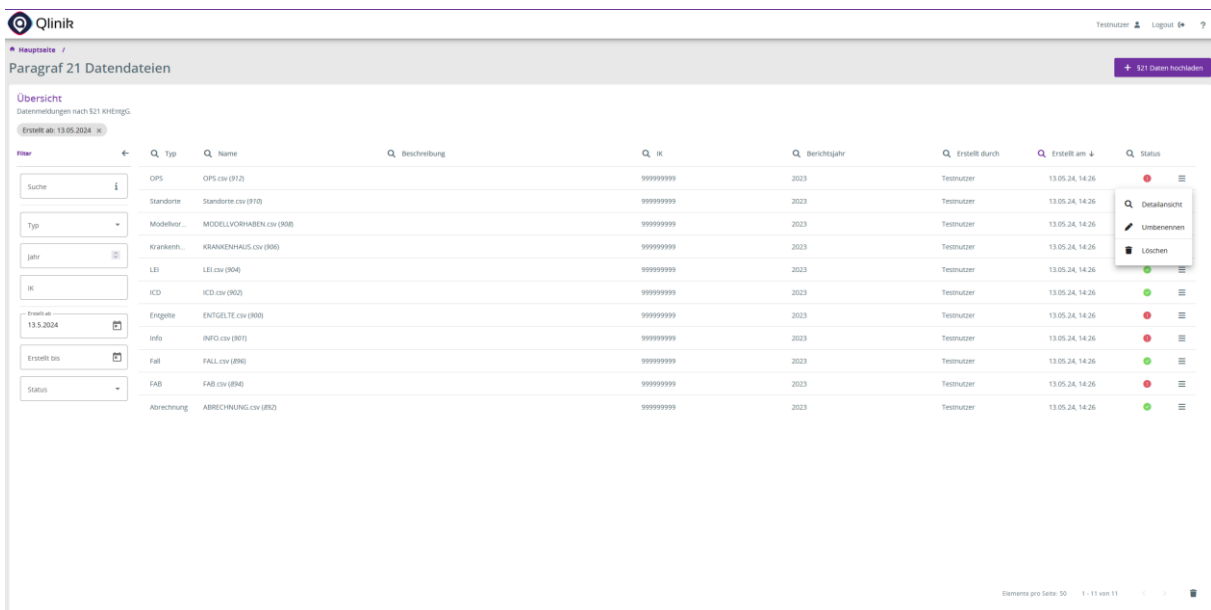 Qlinik
Testnutzer Logout ?
Hauptseite /
Paragraf 21 Datendateien
+ §21 Daten hochladen
Übersicht
Datenmeldungen nach §21 KHEntgG.
Erstellt ab: 13.05.2024 ×
Filter
Suche
Typ
Jahr
IK
Erstellt ab
13.5.2024
Erstellt bis
Status
Typ Name Beschreibung IK Berichtsjahr Erstellt durch Erstellt am ↓ Status
OPS OPS.csv (912) 999999999 2023 Testnutzer 13.05.24, 14:26
Standorte Standorte.csv (910) 999999999 2023 Testnutzer 13.05.24, 14:26
Modellvor... MODELLVORHABEN.csv (908) 999999999 2023 Testnutzer 13.05.24, 14:26
Krankenh... KRANKENHAUS.csv (906) 999999999 2023 Testnutzer 13.05.24, 14:26
LEI LEI.csv (904) 999999999 2023 Testnutzer 13.05.24, 14:26
ICD ICD.csv (902) 999999999 2023 Testnutzer 13.05.24, 14:26
Entgelte ENTGELTE.csv (900) 999999999 2023 Testnutzer 13.05.24, 14:26
Info INFO.csv (901) 999999999 2023 Testnutzer 13.05.24, 14:26
Fall FALL.csv (896) 999999999 2023 Testnutzer 13.05.24, 14:26
FAB FAB.csv (894) 999999999 2023 Testnutzer 13.05.24, 14:26
Abrechnung ABRECHNUNG.csv (892) 999999999 2023 Testnutzer 13.05.24, 14:26
Detailansicht
Umbenennen
Löschen
Elemente pro Seite: 50 1 - 11 von 11